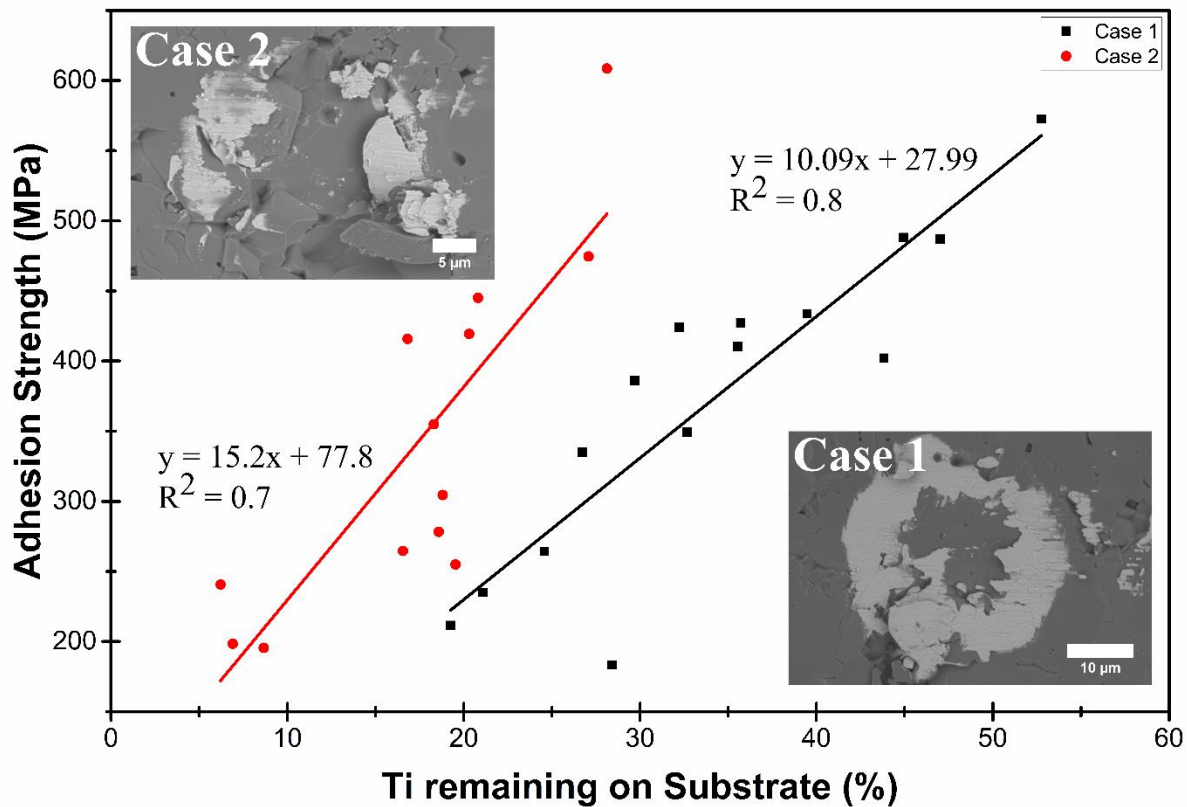 Case 2
5 µm
Case 1
Case 2
y = 10.09x + 27.99
R² = 0.8
y = 15.2x + 77.8
R² = 0.7
Case 1
10 µm
Adhesion Strength (MPa)
600
500
400
300
200
0 10 20 30 40 50 60
Ti remaining on Substrate (%)